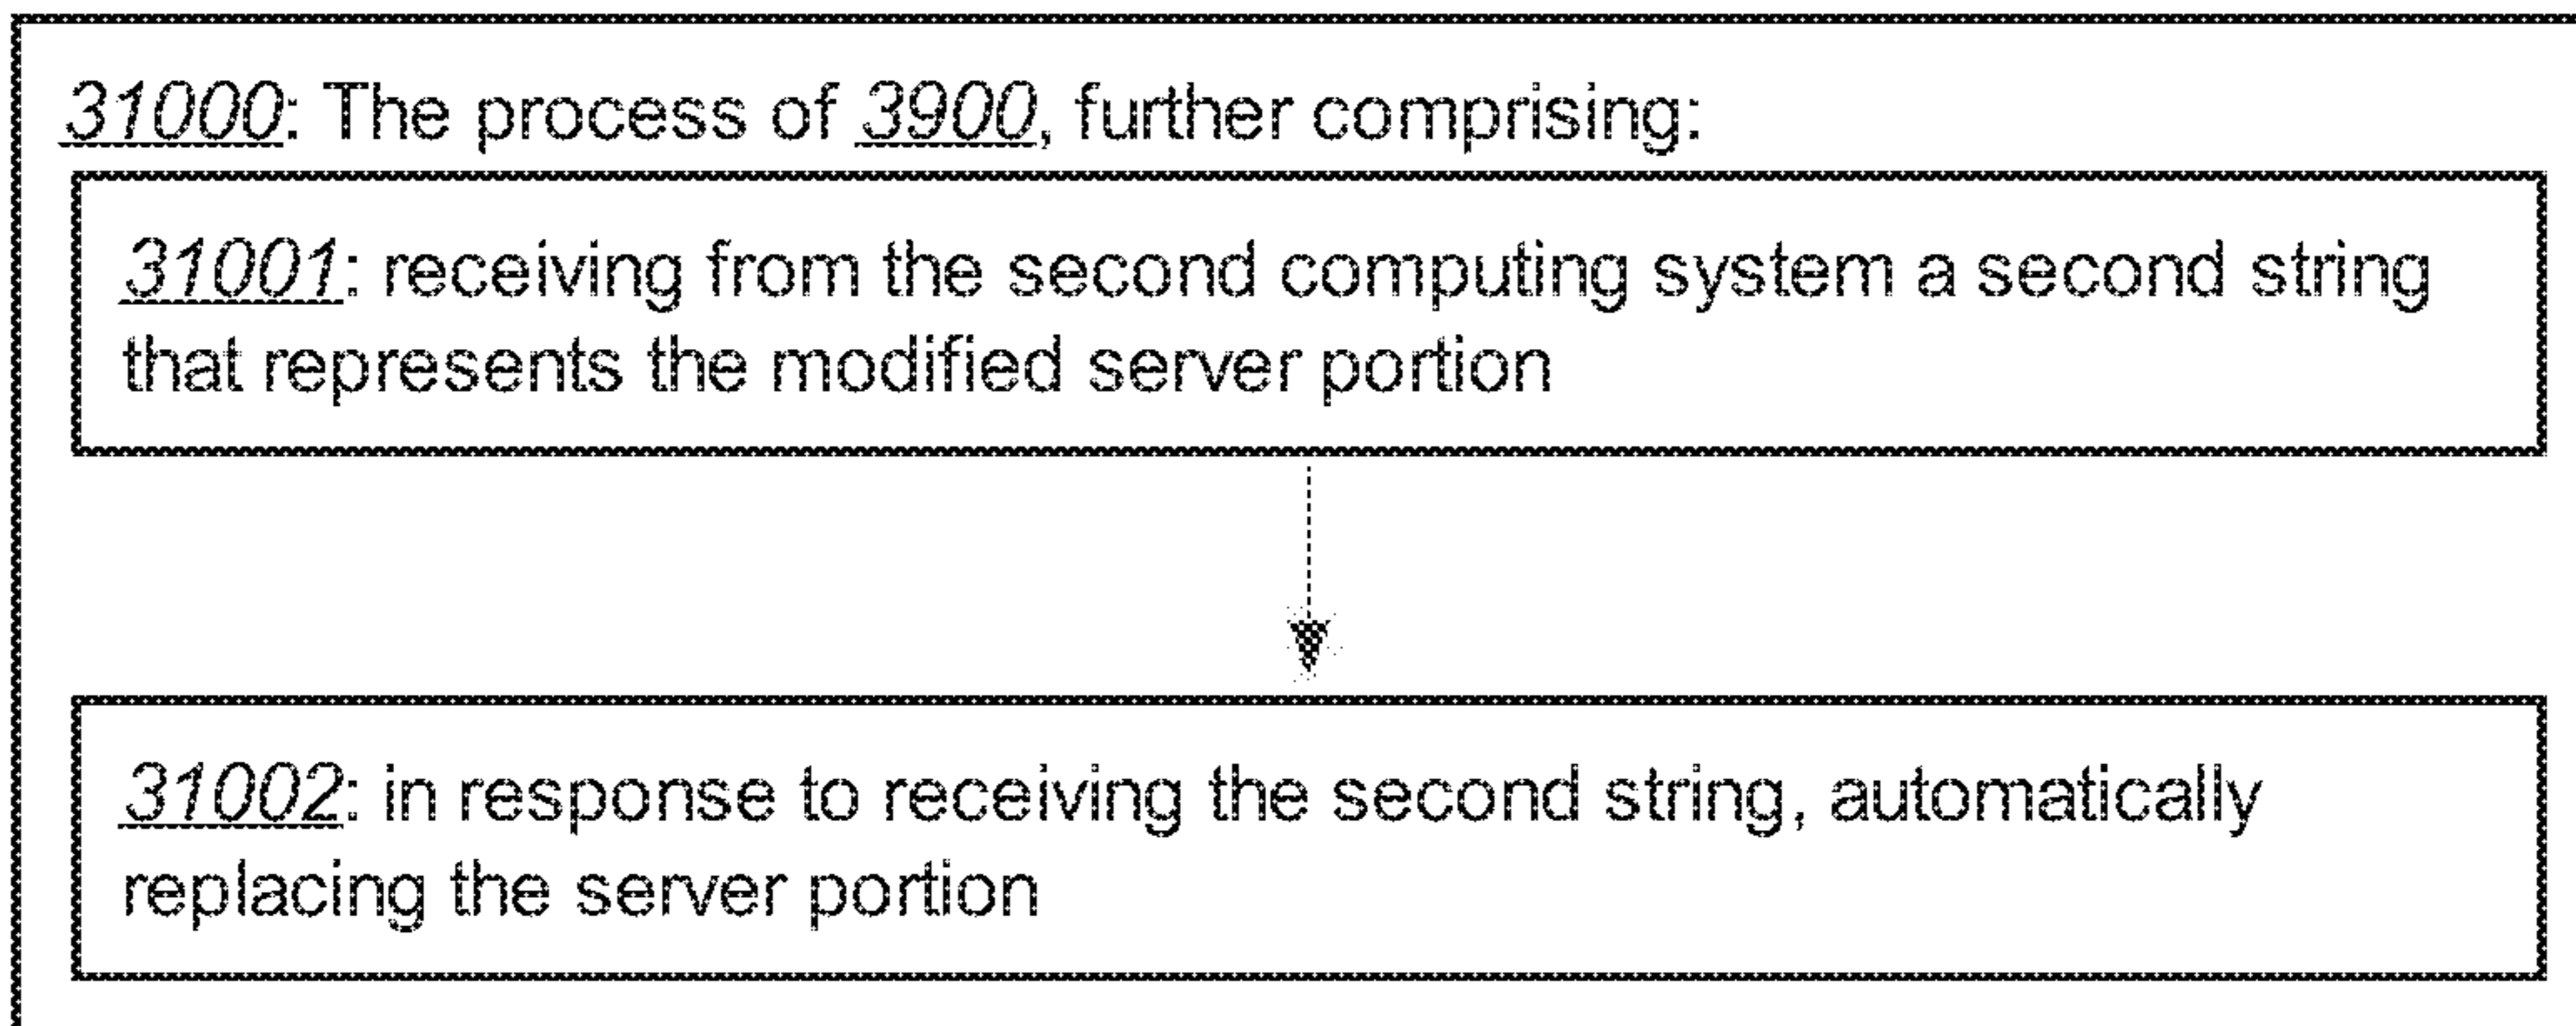 31000: The process of 3900, further comprising:
31001: receiving from the second computing system a second string
that represents the modified server portion
31002: in response to receiving the second string, automatically
replacing the server portion